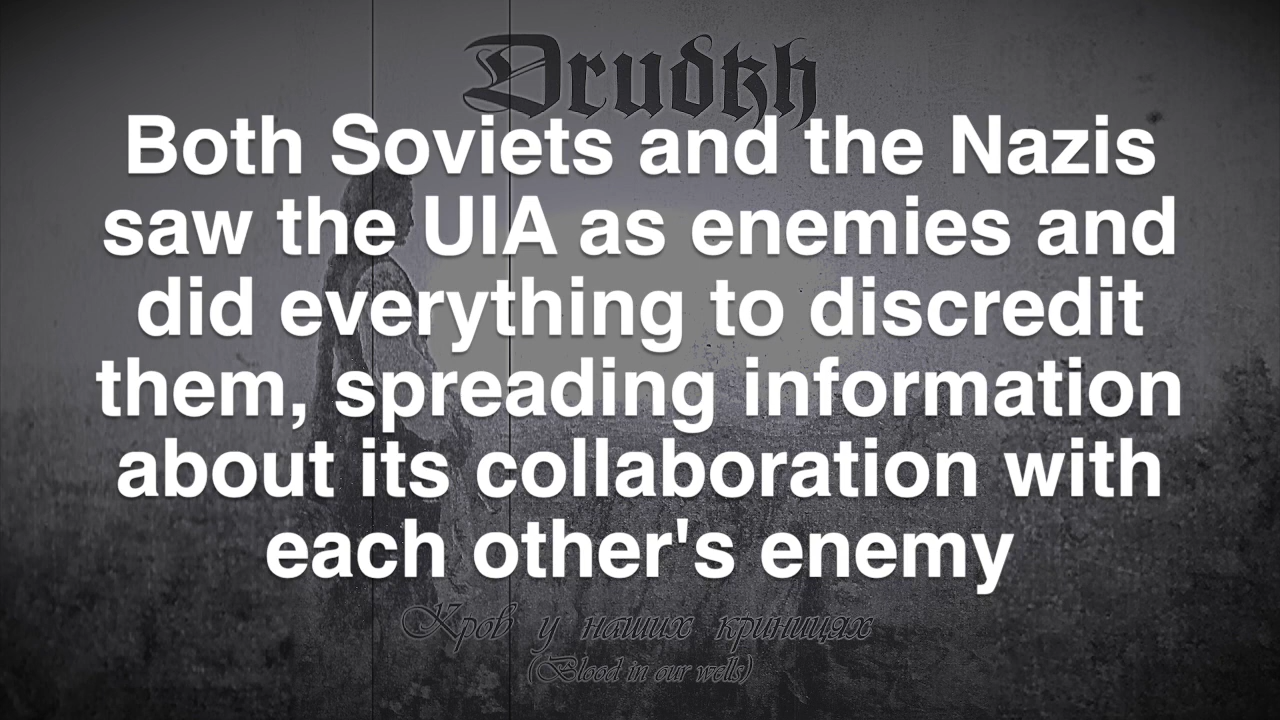 Drudkh
Both Soviets and the Nazis
saw the UIA as enemies and
did everything to discredit
them, spreading information
about its collaboration with
each other's enemy
Кров у наших криницях
(Blood in our wells)